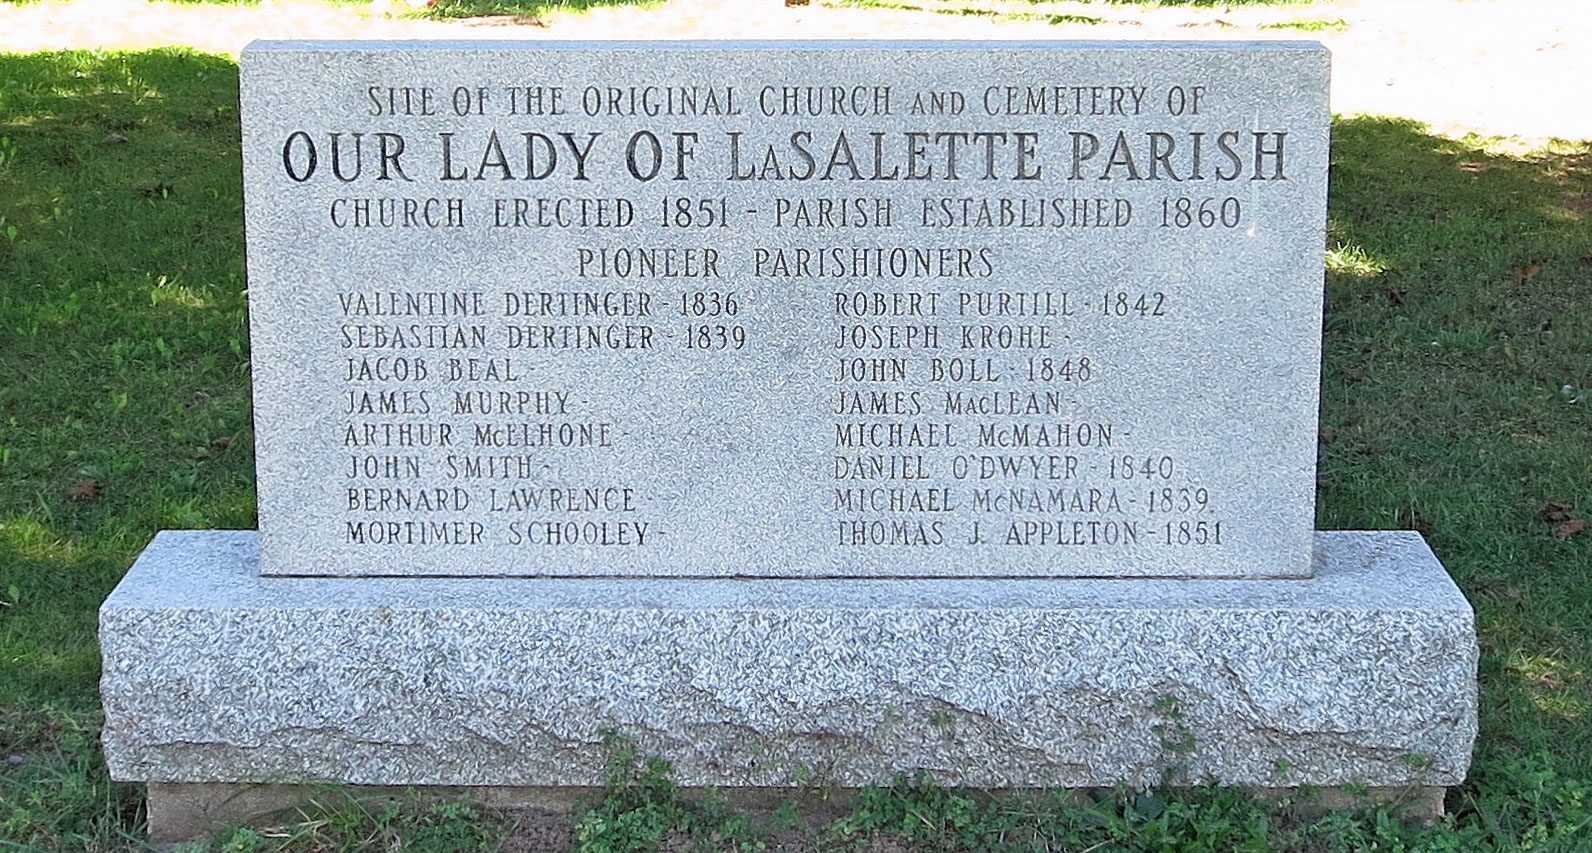 SITE OF THE ORIGINAL CHURCH AND CEMETERY OF
OUR LADY OF LASALETTE PARISH
CHURCH ERECTED 1851 - PARISH ESTABLISHED 1860
PIONEER PARISHIONERS
VALENTINE DERTINGER - 1836
SEBASTIAN DERTINGER - 1839
JACOB BEAL -
JAMES MURPHY -
ARTHUR McELHONE -
JOHN SMITH -
BERNARD LAWRENCE -
MORTIMER SCHOOLEY -
ROBERT PURTILL - 1842
JOSEPH KROHE -
JOHN BOLL - 1848
JAMES MacLEAN -
MICHAEL McMAHON -
DANIEL O'DWYER - 1840
MICHAEL McNAMARA - 1839
THOMAS J. APPLETON - 1851